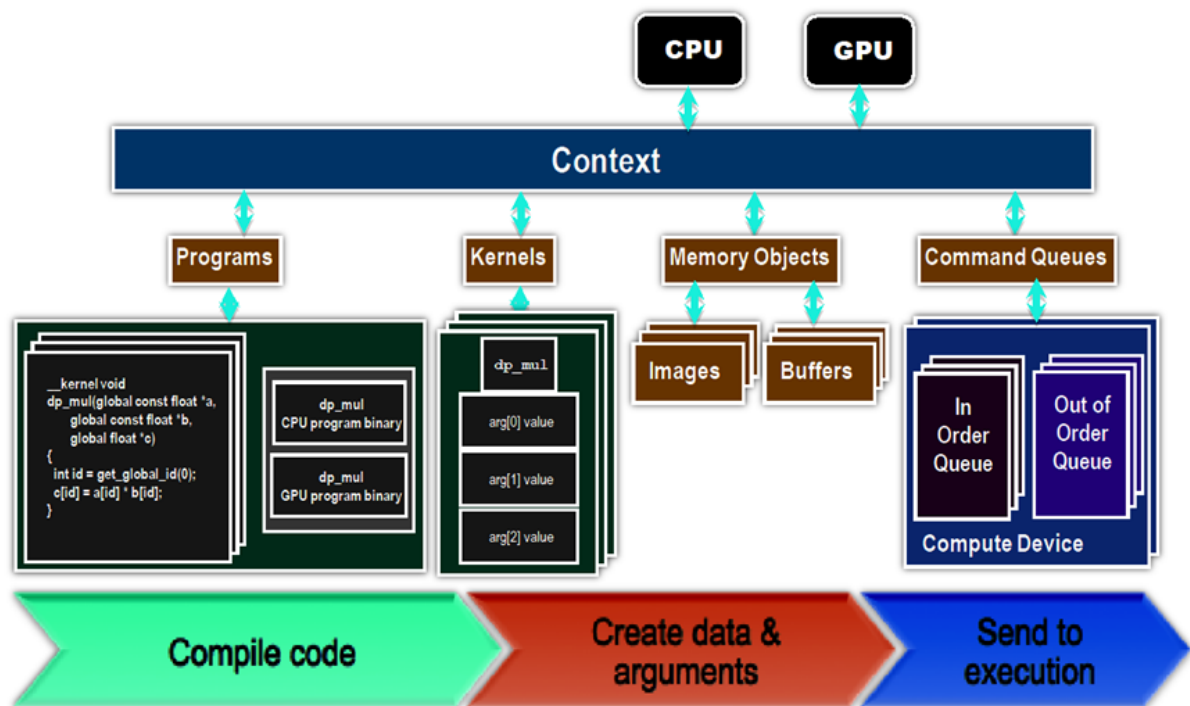 CPU
GPU
Context
Programs
Kernels
Memory Objects
Command Queues
__kernel void
dp_mul(global const float *a,
global const float *b,
global float *c)
{
int id = get_global_id(0);
c[id] = a[id] * b[id];
}
dp_mul
CPU program binary
dp_mul
GPU program binary
dp_mul
arg[0] value
arg[1] value
arg[2] value
Images
Buffers
In
Order
Queue
Out of
Order
Queue
Compute Device
Compile code
Create data &
arguments
Send to
execution